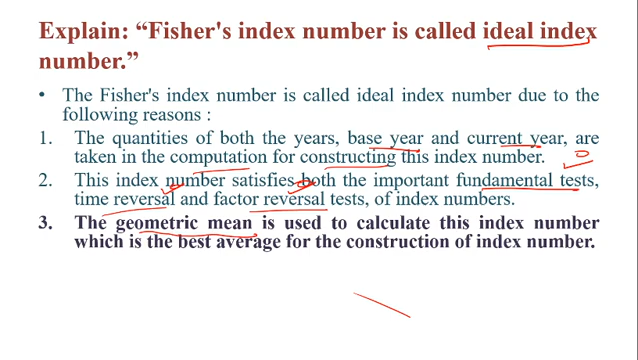 Explain: “Fisher's index number is called ideal index
number.”
• The Fisher's index number is called ideal index number due to the
following reasons :
1. The quantities of both the years, base year and current year, are
taken in the computation for constructing this index number.
2. This index number satisfies both the important fundamental tests,
time reversal and factor reversal tests, of index numbers.
3. The geometric mean is used to calculate this index number
which is the best average for the construction of index number.